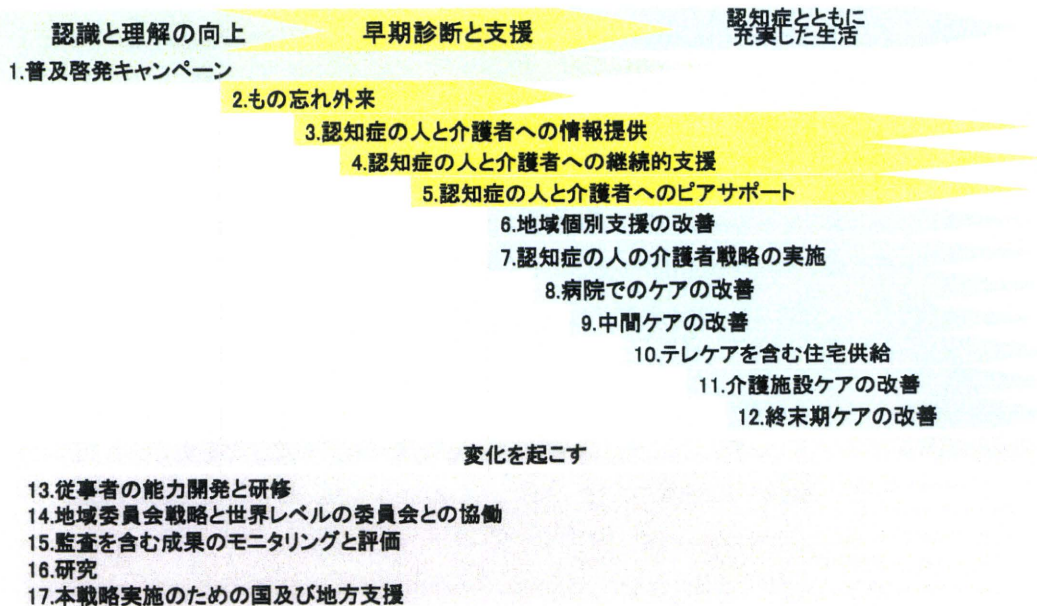 認識と理解の向上
早期診断と支援
認知症とともに
充実した生活
1.普及啓発キャンペーン
2.もの忘れ外来
3.認知症の人と介護者への情報提供
4.認知症の人と介護者への継続的支援
5.認知症の人と介護者へのピアサポート
6.地域個別支援の改善
7.認知症の人の介護者戦略の実施
8.病院でのケアの改善
9.中間ケアの改善
10.テレケアを含む住宅供給
11.介護施設ケアの改善
12.終末期ケアの改善
変化を起こす
13.従事者の能力開発と研修
14.地域委員会戦略と世界レベルの委員会との協働
15.監査を含む成果のモニタリングと評価
16.研究
17.本戦略実施のための国及び地方支援